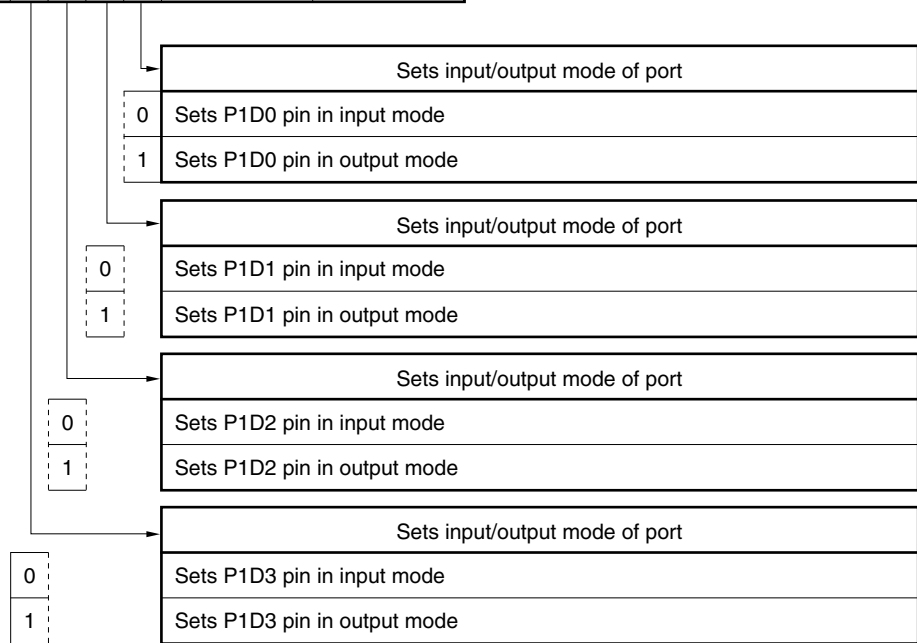 Sets input/output mode of port
0 Sets P1D0 pin in input mode
1 Sets P1D0 pin in output mode
Sets input/output mode of port
0 Sets P1D1 pin in input mode
1 Sets P1D1 pin in output mode
Sets input/output mode of port
0 Sets P1D2 pin in input mode
1 Sets P1D2 pin in output mode
Sets input/output mode of port
0 Sets P1D3 pin in input mode
1 Sets P1D3 pin in output mode